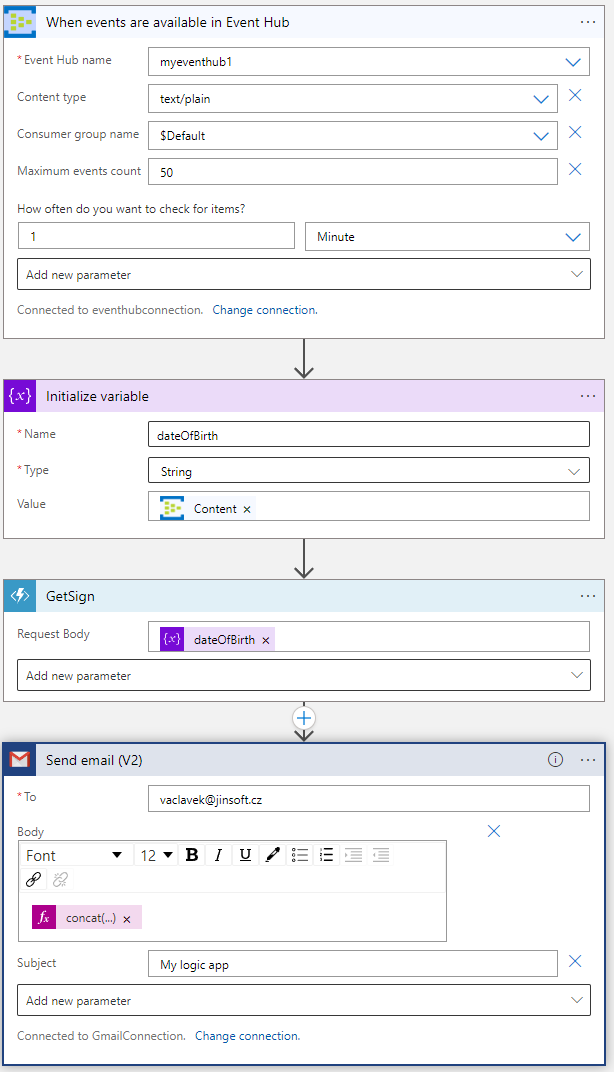 When events are available in Event Hub ...
*Event Hub name myeventhub1
Content type text/plain
Consumer group name $Default
Maximum events count 50
How often do you want to check for items?
1 Minute
Add new parameter
Connected to eventhubconnection. Change connection.
{x} Initialize variable ...
*Name dateOfBirth
*Type String
Value Content ×
GetSign ...
Request Body {x} dateOfBirth ×
Add new parameter
Send email (V2) ...
*To vaclavek@jinsoft.cz
Body
Font 12 B I U
fx concat(...) ×
Subject My logic app
Add new parameter
Connected to GmailConnection. Change connection.